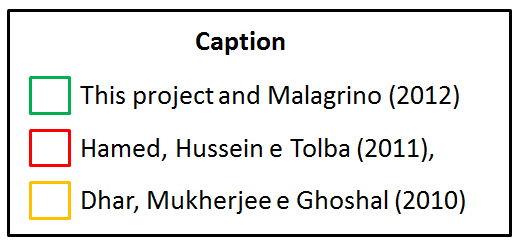 Caption
This project and Malagrino (2012)
Hamed, Hussein e Tolba (2011),
Dhar, Mukherjee e Ghoshal (2010)